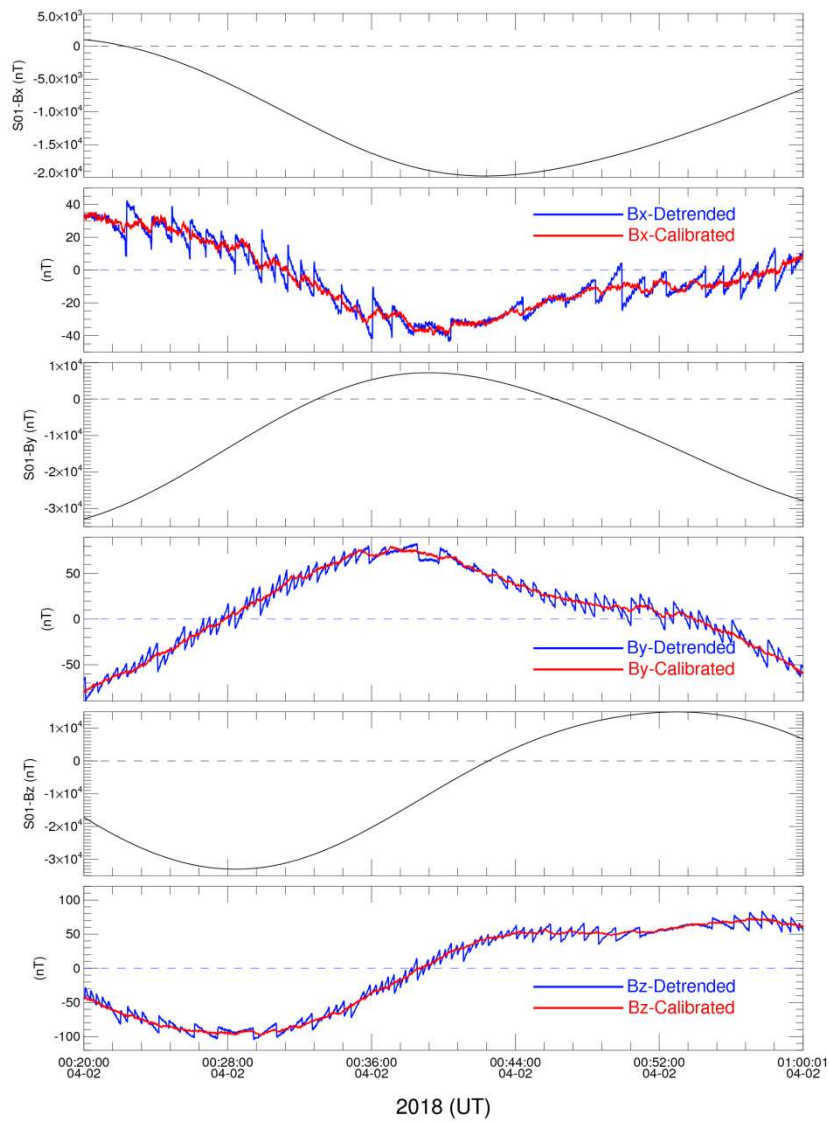 5.0×10³
0
-5.0×10³
-1.0×10⁴
-1.5×10⁴
-2.0×10⁴
S01-Bx (nT)
40
20
0
-20
-40
(nT)
Bx-Detrended
Bx-Calibrated
1×10⁴
0
-1×10⁴
-2×10⁴
-3×10⁴
S01-By (nT)
50
0
-50
(nT)
By-Detrended
By-Calibrated
1×10⁴
0
-1×10⁴
-2×10⁴
-3×10⁴
S01-Bz (nT)
100
50
0
-50
-100
(nT)
Bz-Detrended
Bz-Calibrated
00:20:00 00:28:00 00:36:00 00:44:00 00:52:00 01:00:01
04-02 04-02 04-02 04-02 04-02 04-02
2018 (UT)